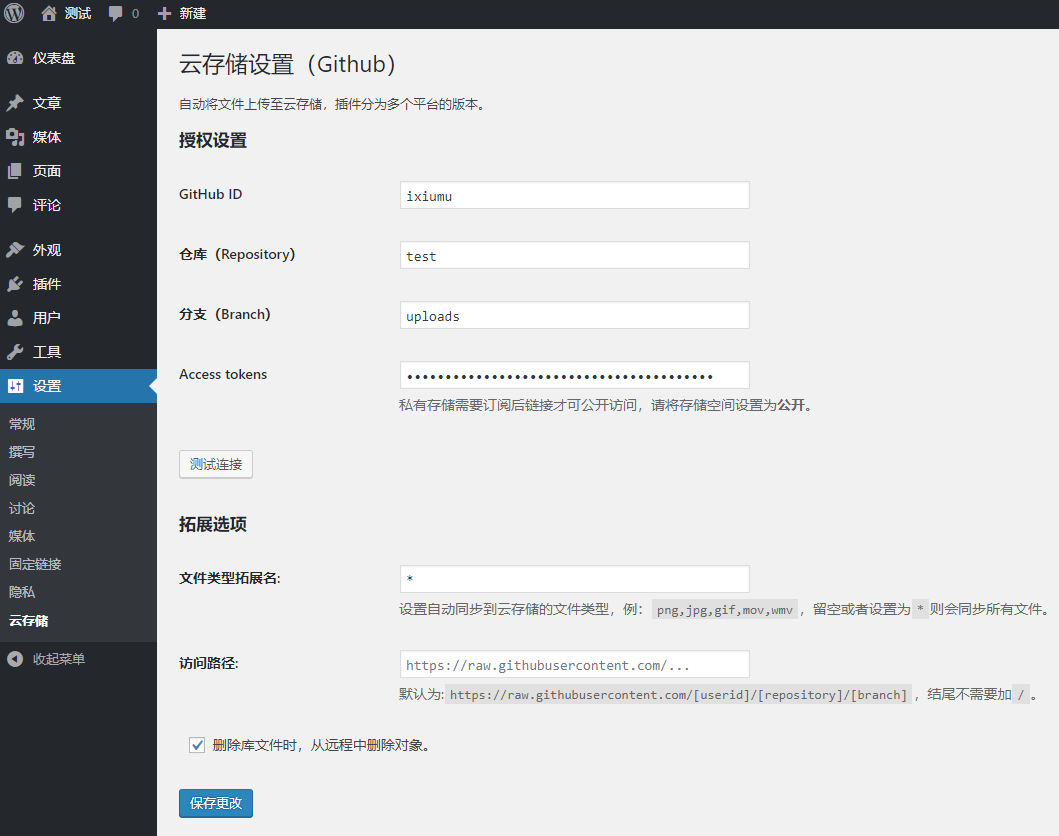 测试
0
新建
仪表盘
文章
媒体
页面
评论
外观
插件
用户
工具
设置
常规
撰写
阅读
讨论
媒体
固定链接
隐私
云存储
收起菜单
云存储设置（Github）
自动将文件上传至云存储，插件分为多个平台的版本。
授权设置
GitHub ID
ixiumu
仓库（Repository）
test
分支（Branch）
uploads
Access tokens
••••••••••••••••••••••••••••••••••••••••
私有存储需要订阅后链接才可公开访问，请将存储空间设置为公开。
测试连接
拓展选项
文件类型拓展名:
*
设置自动同步到云存储的文件类型，例： png,jpg,gif,mov,wmv ，留空或者设置为 * 则会同步所有文件。
访问路径:
https://raw.githubusercontent.com/...
默认为: https://raw.githubusercontent.com/[userid]/[repository]/[branch] ，结尾不需要加 / 。
删除库文件时，从远程中删除对象。
保存更改